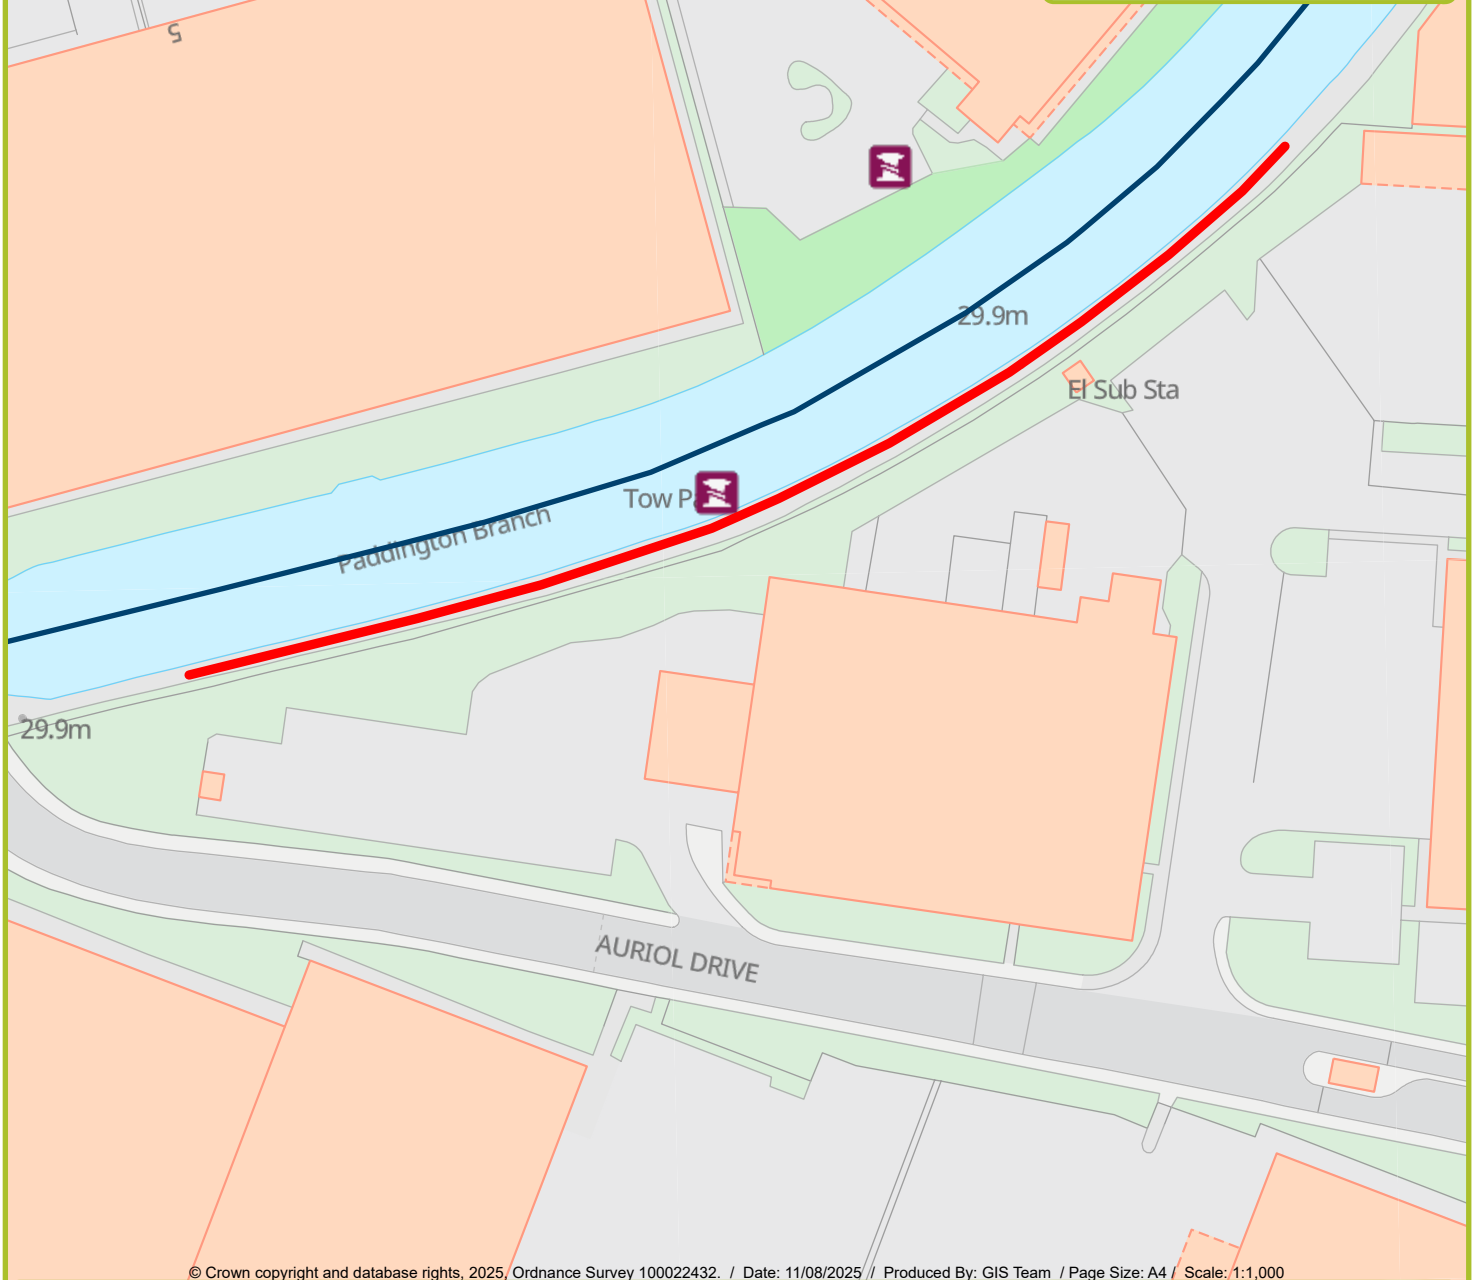 5
29.9m
El Sub Sta
Tow
Paddington Branch
29.9m
AURIOL DRIVE
© Crown copyright and database rights, 2025, Ordnance Survey 100022432. / Date: 11/08/2025 / Produced By: GIS Team / Page Size: A4 / Scale: 1:1,000